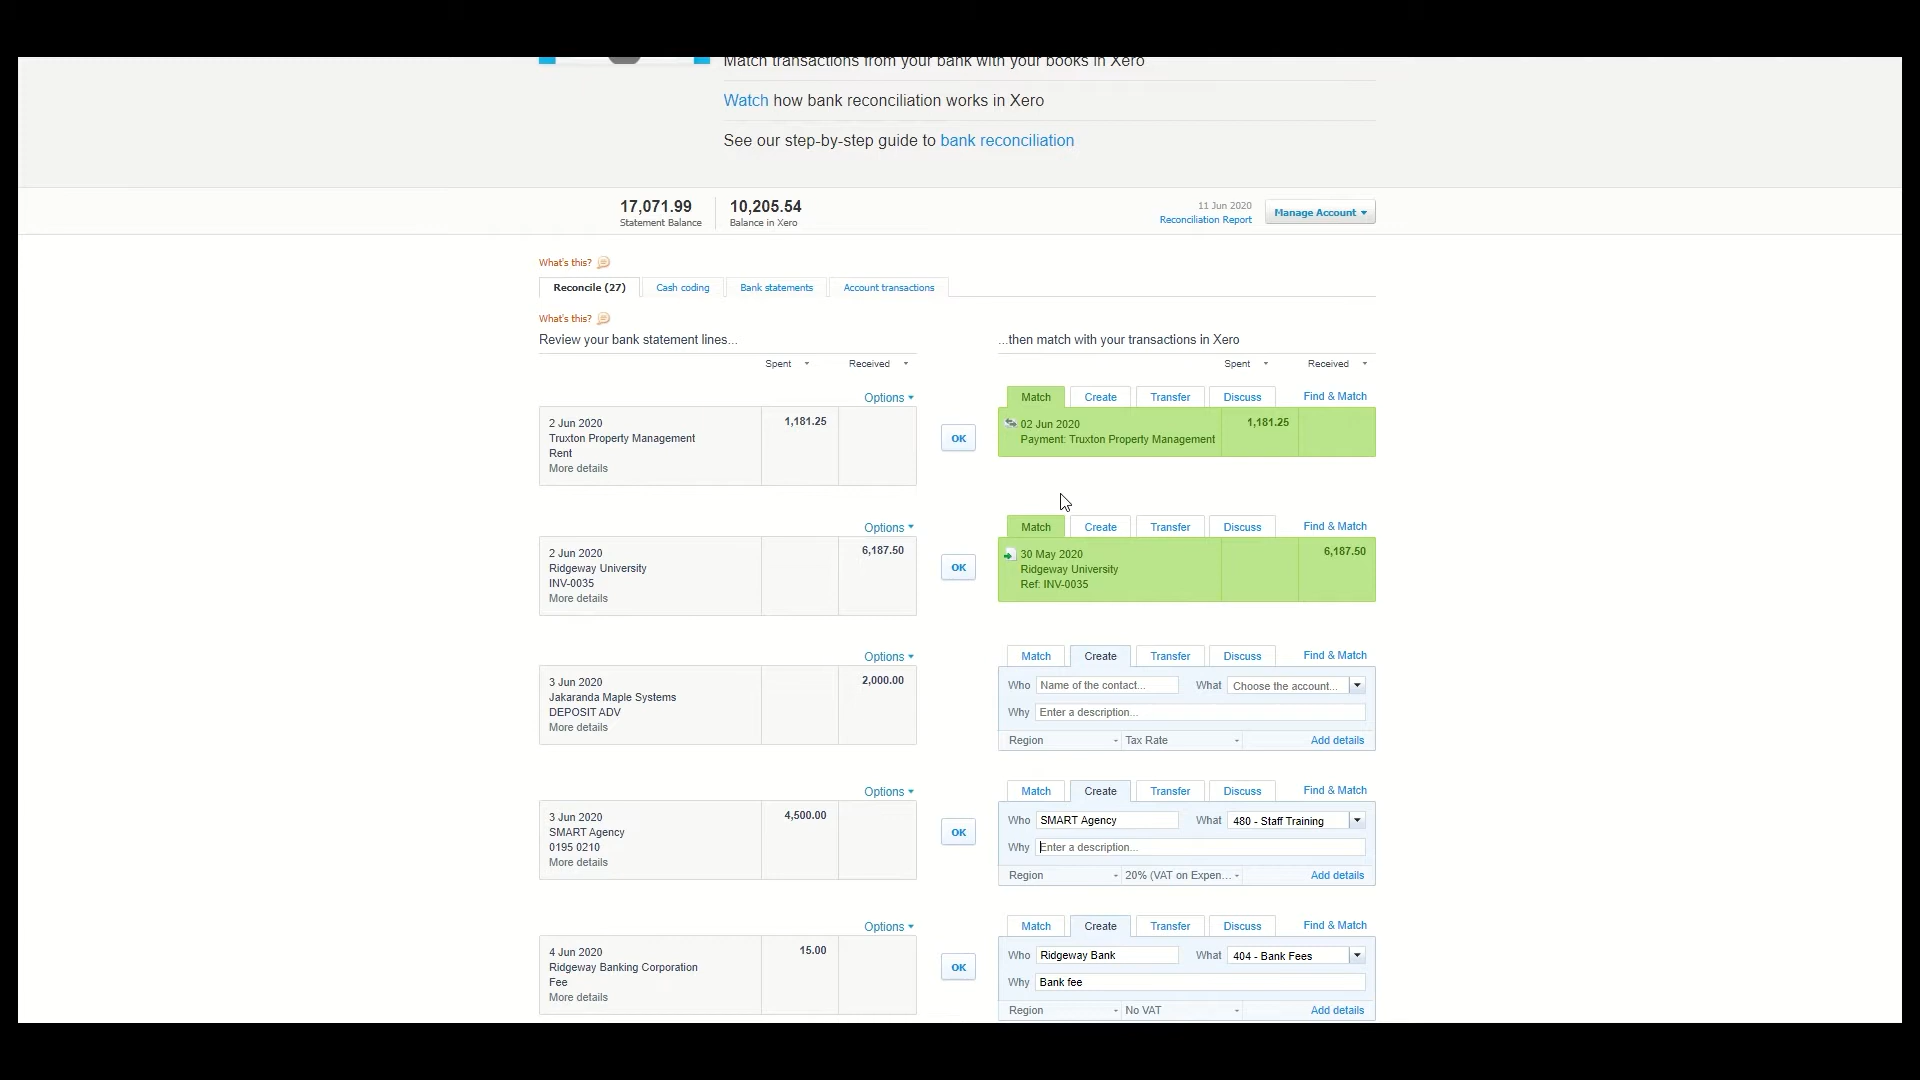 Match transactions from your bank with your books in Xero
Watch how bank reconciliation works in Xero
See our step-by-step guide to bank reconciliation
17,071.99
Statement Balance
10,205.54
Balance in Xero
11 Jun 2020
Reconciliation Report
Manage Account
What's this?
Reconcile (27)
Cash coding
Bank statements
Account transactions
What's this?
Review your bank statement lines...
...then match with your transactions in Xero
Spent
Received
Spent
Received
Options
Match
Create
Transfer
Discuss
Find & Match
2 Jun 2020
Truxton Property Management
Rent
More details
1,181.25
OK
02 Jun 2020
Payment: Truxton Property Management
1,181.25
Options
Match
Create
Transfer
Discuss
Find & Match
2 Jun 2020
Ridgeway University
INV-0035
More details
6,187.50
OK
30 May 2020
Ridgeway University
Ref: INV-0035
6,187.50
Options
Match
Create
Transfer
Discuss
Find & Match
3 Jun 2020
Jakaranda Maple Systems
DEPOSIT ADV
More details
2,000.00
Who Name of the contact...
What Choose the account...
Why Enter a description...
Region
Tax Rate
Add details
Options
Match
Create
Transfer
Discuss
Find & Match
3 Jun 2020
SMART Agency
0195 0210
More details
4,500.00
OK
Who SMART Agency
What 480 - Staff Training
Why Enter a description...
Region
20% (VAT on Expen...
Add details
Options
Match
Create
Transfer
Discuss
Find & Match
4 Jun 2020
Ridgeway Banking Corporation
Fee
More details
15.00
OK
Who Ridgeway Bank
What 404 - Bank Fees
Why Bank fee
Region
No VAT
Add details